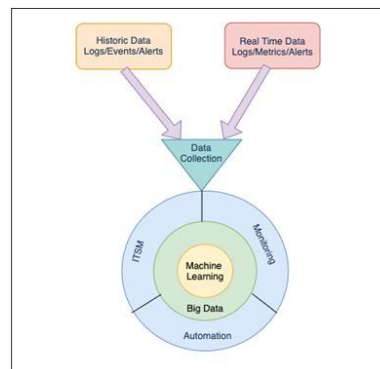 Historic Data
Logs/Events/Alerts
Real Time Data
Logs/Metrics/Alerts
Data
Collection
ITSM
Monitoring
Machine
Learning
Big Data
Automation